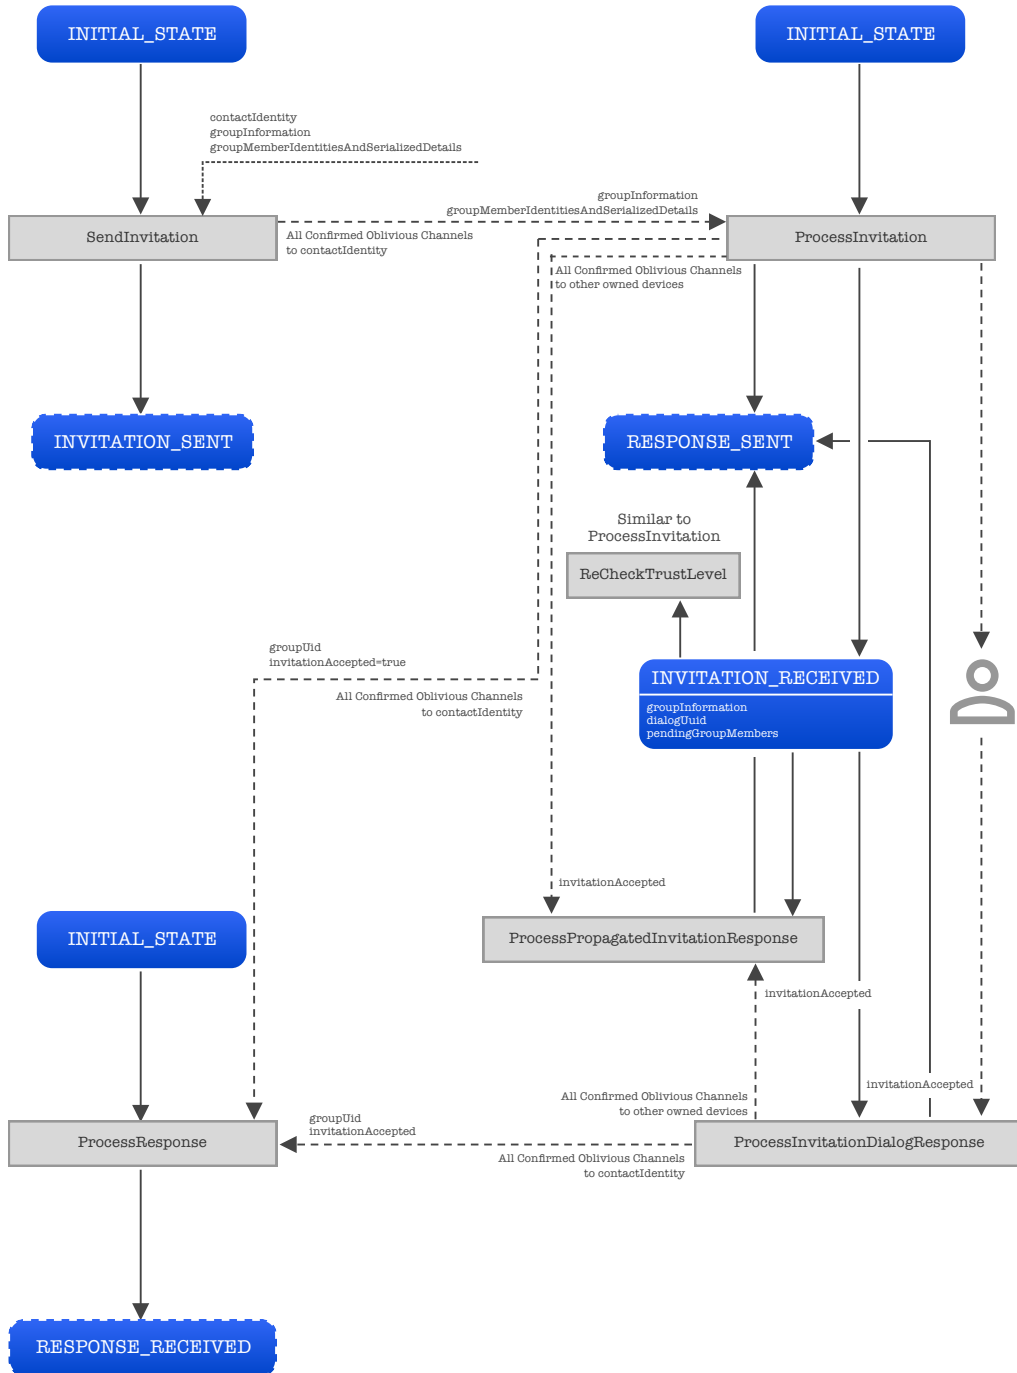 INITIAL_STATE
INITIAL_STATE
contactIdentity
groupInformation
groupMemberIdentitiesAndSerializedDetails
groupInformation
groupMemberIdentitiesAndSerializedDetails
SendInvitation
ProcessInvitation
All Confirmed Oblivious Channels
to contactIdentity
All Confirmed Oblivious Channels
to other owned devices
INVITATION_SENT
RESPONSE_SENT
Similar to
ProcessInvitation
ReCheckTrustLevel
groupUid
invitationAccepted=true
All Confirmed Oblivious Channels
to contactIdentity
INVITATION_RECEIVED
groupInformation
dialogUuid
pendingGroupMembers
invitationAccepted
INITIAL_STATE
ProcessPropagatedInvitationResponse
invitationAccepted
invitationAccepted
All Confirmed Oblivious Channels
to other owned devices
groupUid
invitationAccepted
ProcessResponse
ProcessInvitationDialogResponse
All Confirmed Oblivious Channels
to contactIdentity
RESPONSE_RECEIVED